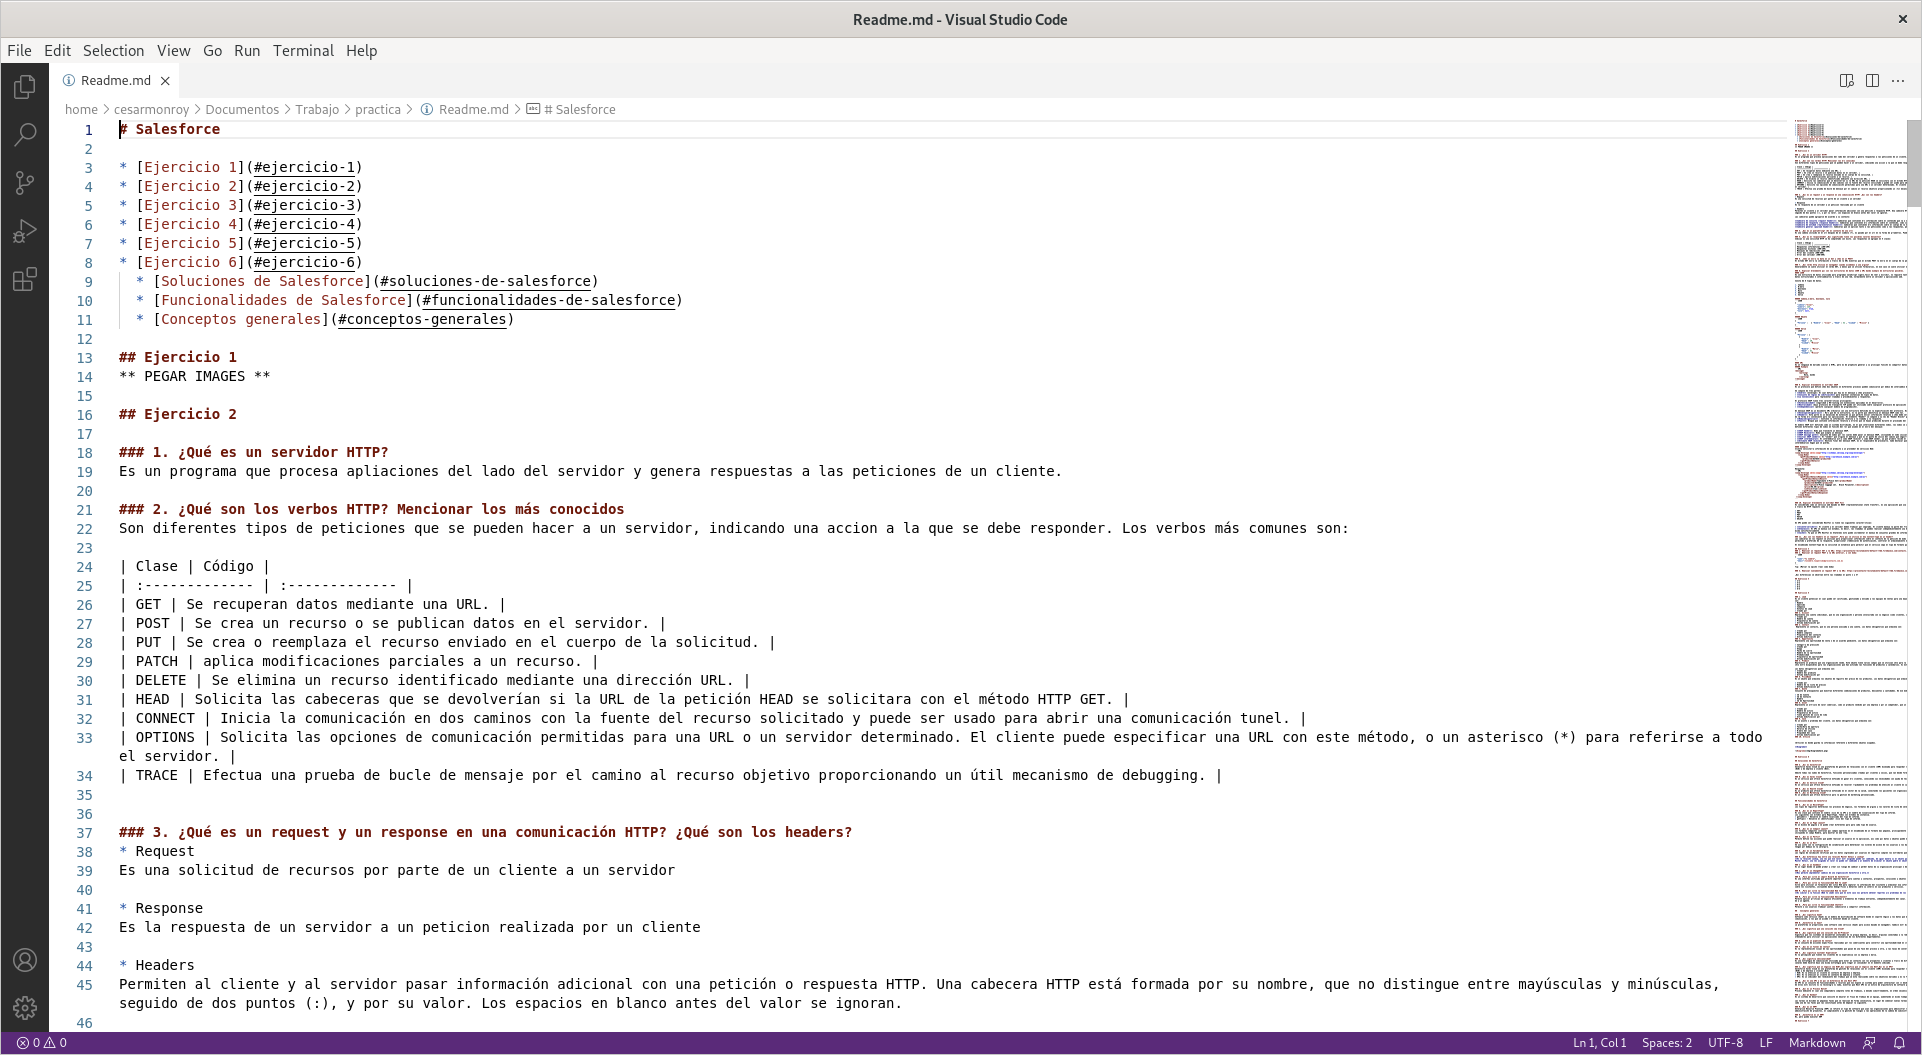 Readme.md - Visual Studio Code
File Edit Selection View Go Run Terminal Help
Readme.md
home > cesarmonroy > Documentos > Trabajo > practica > Readme.md > # Salesforce
1 # Salesforce
2
3 * [Ejercicio 1](#ejercicio-1)
4 * [Ejercicio 2](#ejercicio-2)
5 * [Ejercicio 3](#ejercicio-3)
6 * [Ejercicio 4](#ejercicio-4)
7 * [Ejercicio 5](#ejercicio-5)
8 * [Ejercicio 6](#ejercicio-6)
9 * [Soluciones de Salesforce](#soluciones-de-salesforce)
10 * [Funcionalidades de Salesforce](#funcionalidades-de-salesforce)
11 * [Conceptos generales](#conceptos-generales)
12
13 ## Ejercicio 1
14 ** PEGAR IMAGES **
15
16 ## Ejercicio 2
17
18 ### 1. ¿Qué es un servidor HTTP?
19 Es un programa que procesa apliaciones del lado del servidor y genera respuestas a las peticiones de un cliente.
20
21 ### 2. ¿Qué son los verbos HTTP? Mencionar los más conocidos
22 Son diferentes tipos de peticiones que se pueden hacer a un servidor, indicando una accion a la que se debe responder. Los verbos más comunes son:
23
24 | Clase | Código |
25 | :------------- | :------------- |
26 | GET | Se recuperan datos mediante una URL. |
27 | POST | Se crea un recurso o se publican datos en el servidor. |
28 | PUT | Se crea o reemplaza el recurso enviado en el cuerpo de la solicitud. |
29 | PATCH | aplica modificaciones parciales a un recurso. |
30 | DELETE | Se elimina un recurso identificado mediante una dirección URL. |
31 | HEAD | Solicita las cabeceras que se devolverían si la URL de la petición HEAD se solicitara con el método HTTP GET. |
32 | CONNECT | Inicia la comunicación en dos caminos con la fuente del recurso solicitado y puede ser usado para abrir una comunicación tunel. |
33 | OPTIONS | Solicita las opciones de comunicación permitidas para una URL o un servidor determinado. El cliente puede especificar una URL con este método, o un asterisco (*) para referirse a todo
el servidor. |
34 | TRACE | Efectua una prueba de bucle de mensaje por el camino al recurso objetivo proporcionando un útil mecanismo de debugging. |
35
36
37 ### 3. ¿Qué es un request y un response en una comunicación HTTP? ¿Qué son los headers?
38 * Request
39 Es una solicitud de recursos por parte de un cliente a un servidor
40
41 * Response
42 Es la respuesta de un servidor a un peticion realizada por un cliente
43
44 * Headers
45 Permiten al cliente y al servidor pasar información adicional con una petición o respuesta HTTP. Una cabecera HTTP está formada por su nombre, que no distingue entre mayúsculas y minúsculas,
seguido de dos puntos (:), y por su valor. Los espacios en blanco antes del valor se ignoran.
46
0 0 Ln 1, Col 1 Spaces: 2 UTF-8 LF Markdown